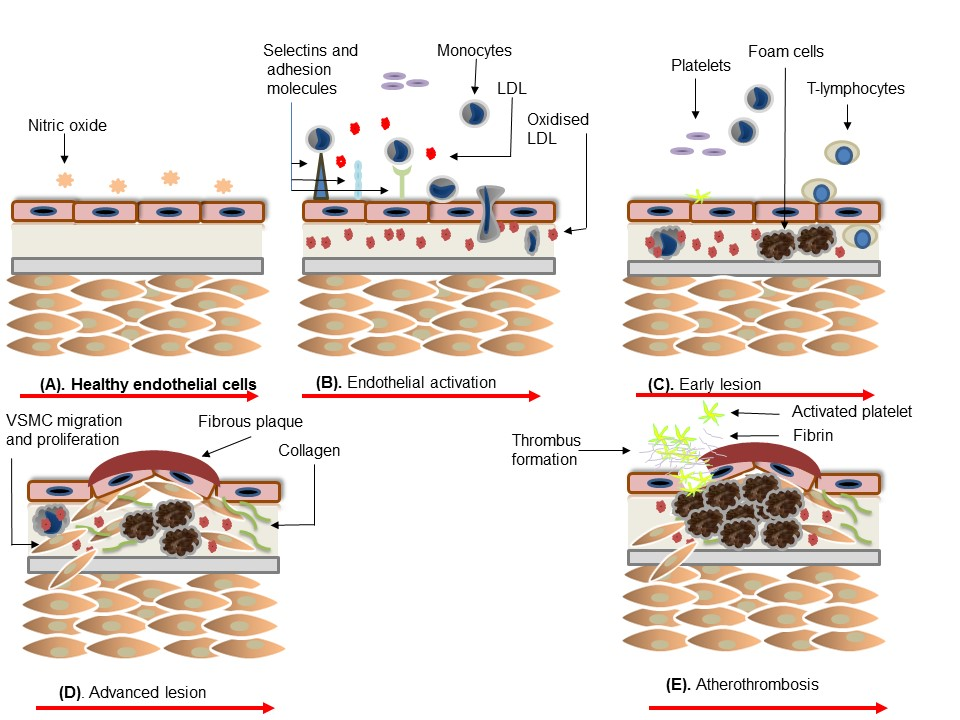 Selectins and
adhesion
molecules
Monocytes
LDL
Oxidised
LDL
Nitric oxide
Platelets
Foam cells
T-lymphocytes
(A). Healthy endothelial cells
(B). Endothelial activation
(C). Early lesion
VSMC migration
and proliferation
Fibrous plaque
Collagen
Thrombus
formation
Activated platelet
Fibrin
(D). Advanced lesion
(E). Atherothrombosis